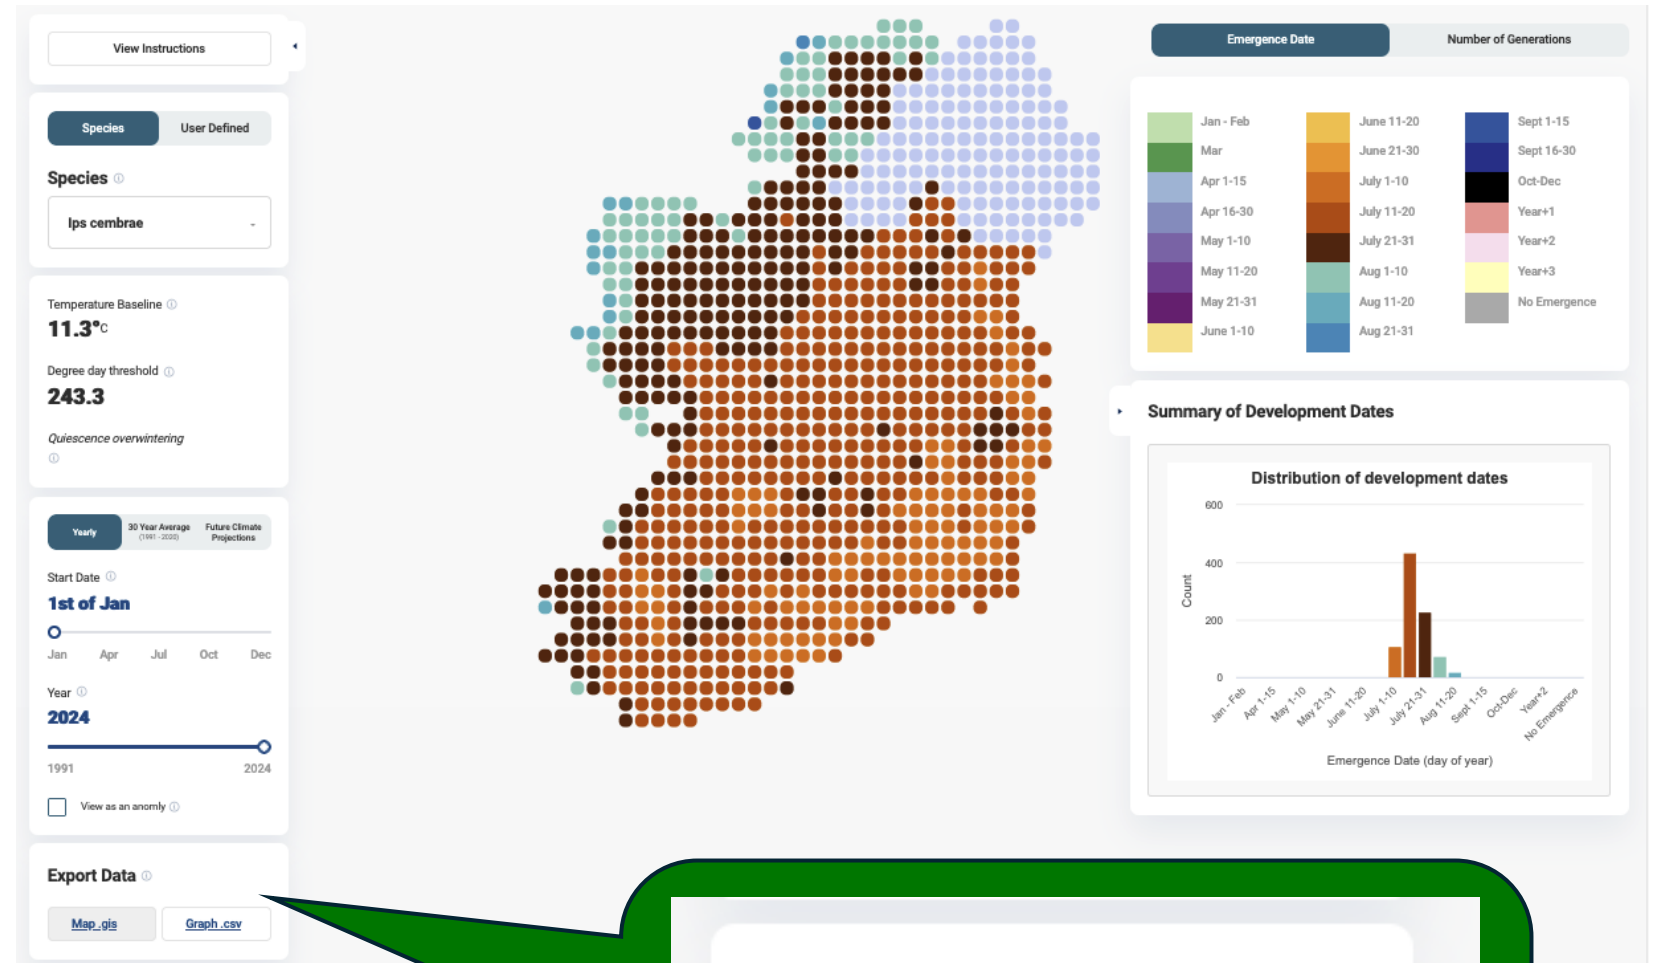 View Instructions
Species
User Defined
Species
Ips cembrae
Temperature Baseline
11.3°C
Degree day threshold
243.3
Quiescence overwintering
Yearly
30 Year Average
(1991 - 2020)
Future Climate
Projections
Start Date
1st of Jan
Jan Apr Jul Oct Dec
Year
2024
1991 2024
View as an anomly
Export Data
Map .gis
Graph .csv
Emergence Date
Number of Generations
Jan - Feb
Mar
Apr 1-15
Apr 16-30
May 1-10
May 11-20
May 21-31
June 1-10
June 11-20
June 21-30
July 1-10
July 11-20
July 21-31
Aug 1-10
Aug 11-20
Aug 21-31
Sept 1-15
Sept 16-30
Oct-Dec
Year+1
Year+2
Year+3
No Emergence
Summary of Development Dates
Distribution of development dates
600
400
200
0
Count
Jan - Feb
Apr 1-15
May 1-10
May 21-31
June 11-20
July 1-10
July 21-31
Aug 11-20
Sept 1-15
Oct-Dec
Year+2
No Emergence
Emergence Date (day of year)